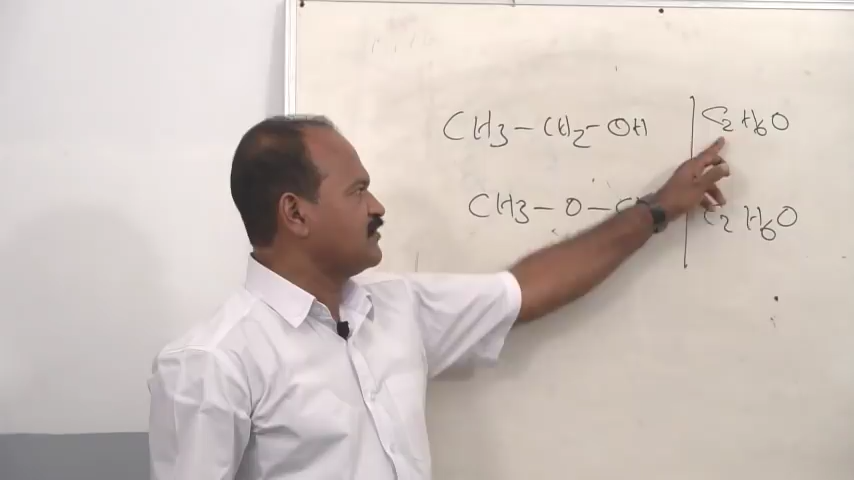 CH3 – CH2 – OH | C2H6O
CH3 – O – | C2H6O